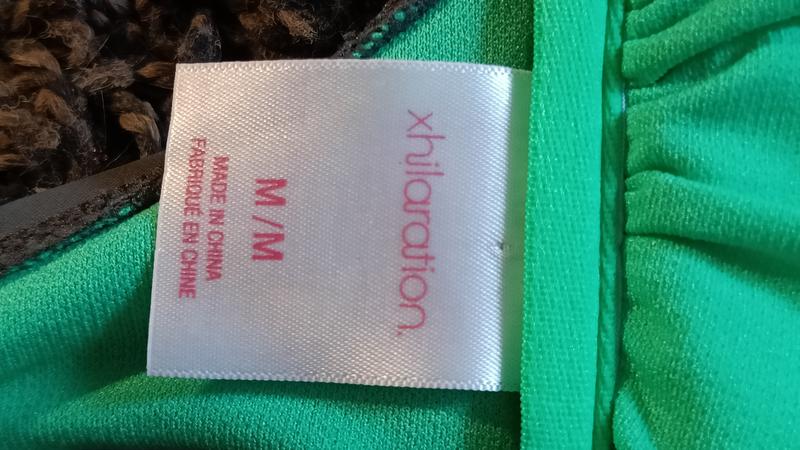 xhilaration.
M/M
MADE IN CHINA
FABRIQUÉ EN CHINE